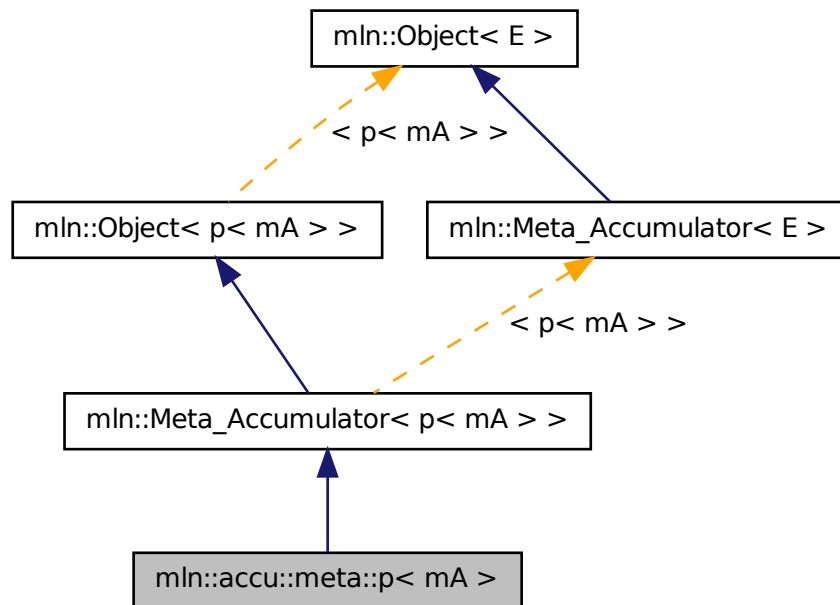 mln::Object< E >
< p< mA > >
mln::Object< p< mA > >
mln::Meta_Accumulator< E >
< p< mA > >
mln::Meta_Accumulator< p< mA > >
mln::accu::meta::p< mA >